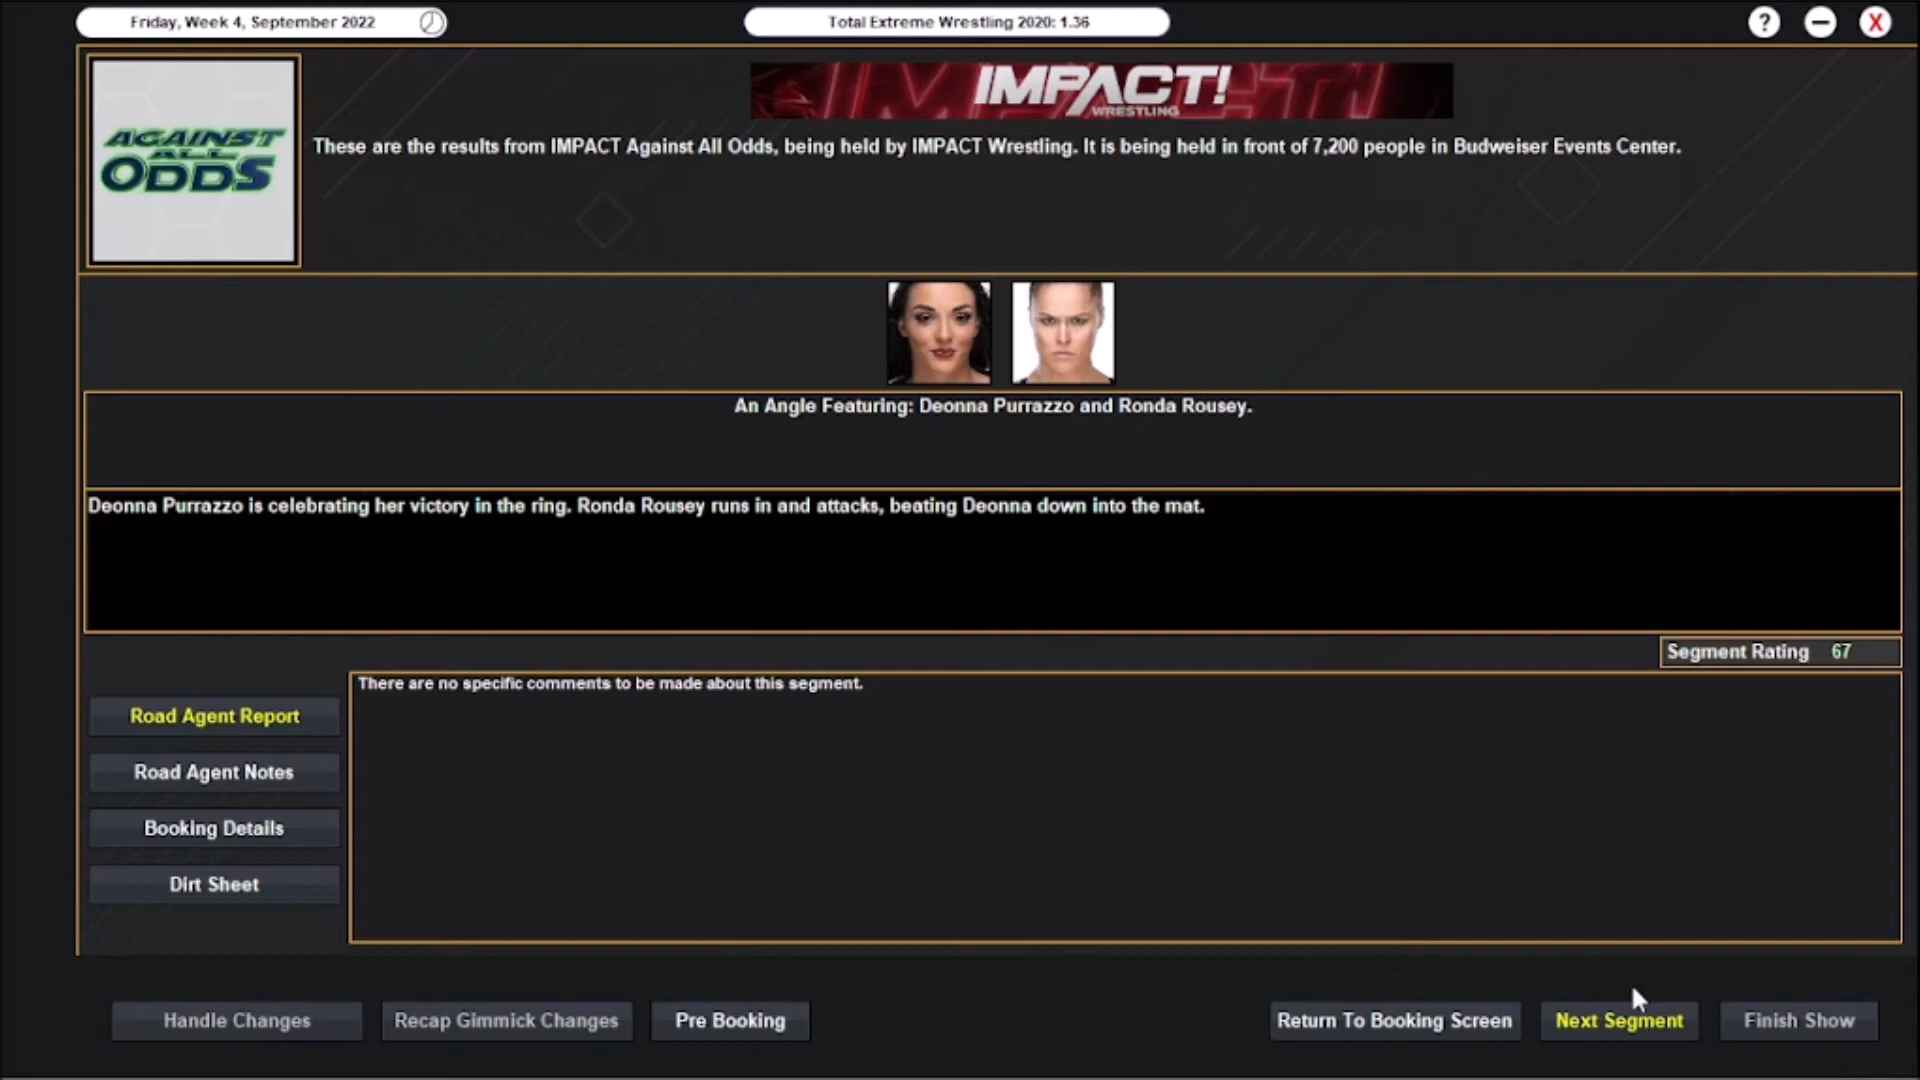 Friday, Week 4, September 2022
Total Extreme Wrestling 2020: 1.36
?
X
AGAINST
ALL
ODDS
IMPACT!
WRESTLING
These are the results from IMPACT Against All Odds, being held by IMPACT Wrestling. It is being held in front of 7,200 people in Budweiser Events Center.
An Angle Featuring: Deonna Purrazzo and Ronda Rousey.
Deonna Purrazzo is celebrating her victory in the ring. Ronda Rousey runs in and attacks, beating Deonna down into the mat.
Segment Rating 67
There are no specific comments to be made about this segment.
Road Agent Report
Road Agent Notes
Booking Details
Dirt Sheet
Handle Changes
Recap Gimmick Changes
Pre Booking
Return To Booking Screen
Next Segment
Finish Show